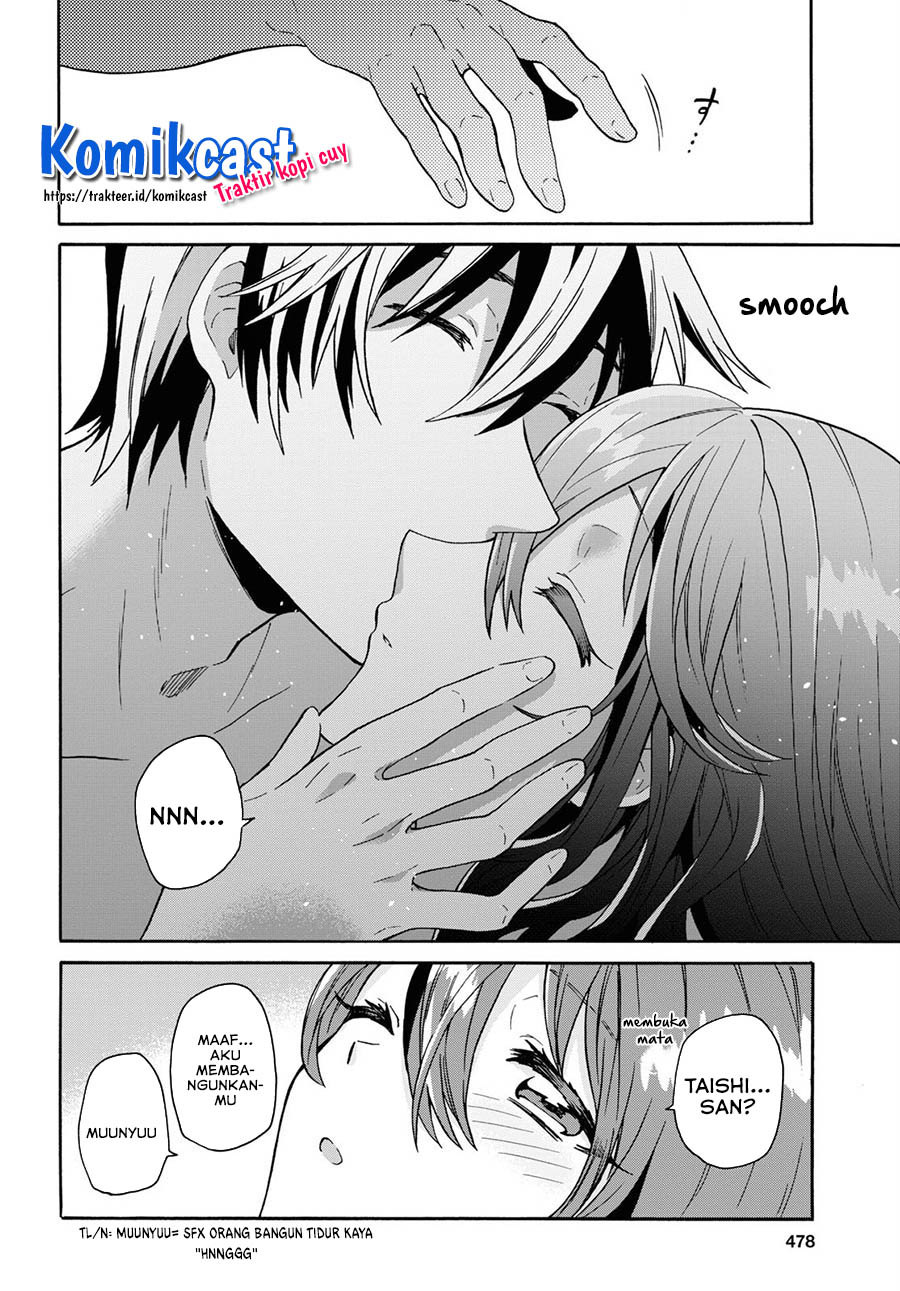 す…
Komikcast
Traktir kopi cuy
https://trakteer.id/komikcast
smooch
NNN...
TAISHI...
SAN?
membuka
mata
MAAF...
AKU
MEMBA-
NGUNKAN-
MU
MUUNYUU
TL/N: MUUNYUU= SFX ORANG BANGUN TIDUR KAYA
"HNNGGG"
478